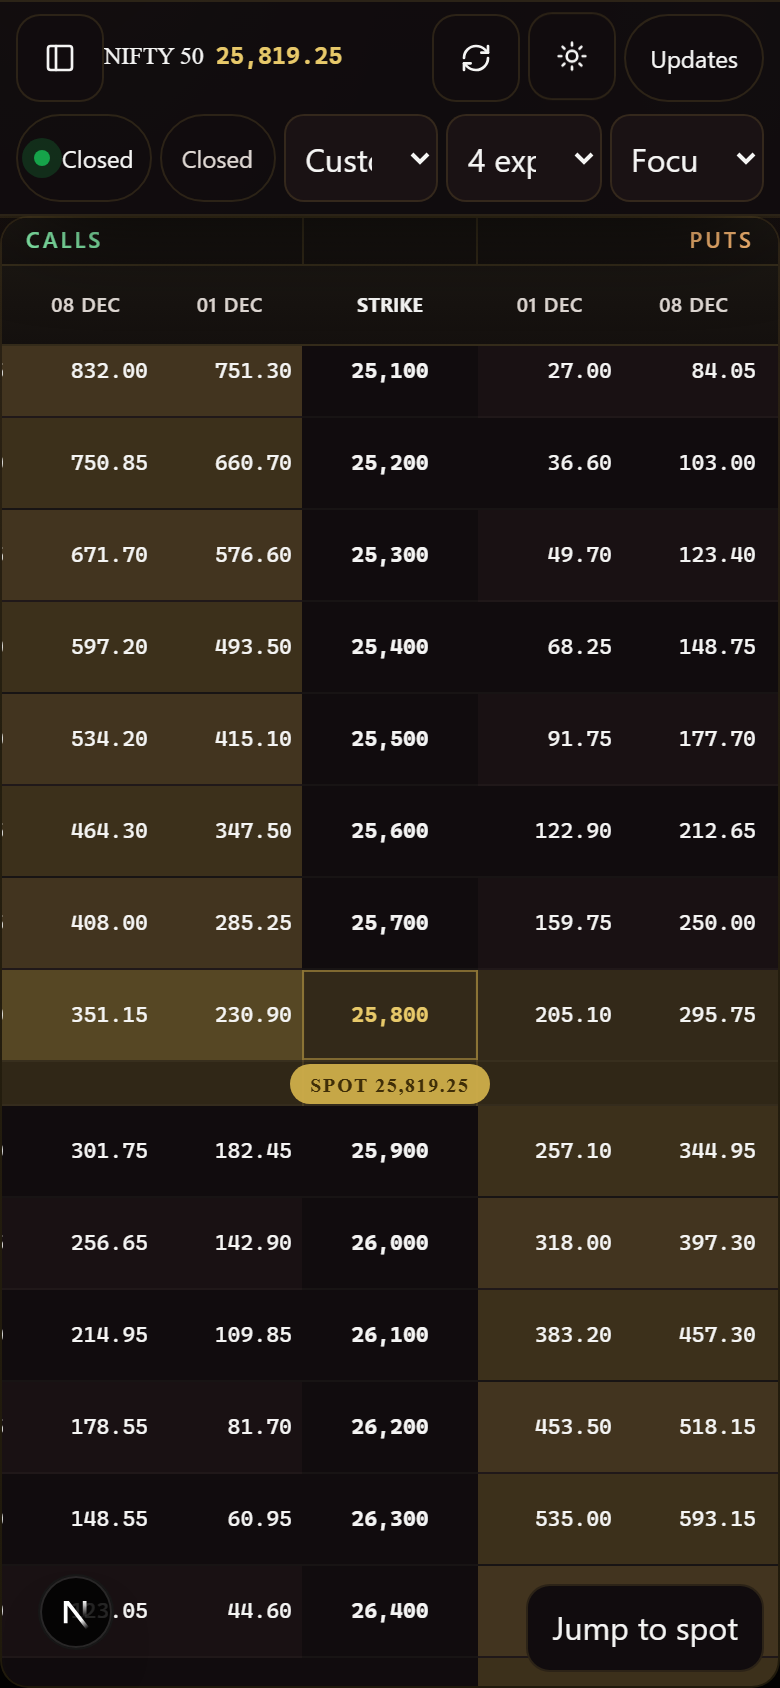 NIFTY 50 25,819.25 Updates
Closed Closed Custo 4 exp Focu
CALLS PUTS
08 DEC 01 DEC STRIKE 01 DEC 08 DEC
832.00 751.30 25,100 27.00 84.05
750.85 660.70 25,200 36.60 103.00
671.70 576.60 25,300 49.70 123.40
597.20 493.50 25,400 68.25 148.75
534.20 415.10 25,500 91.75 177.70
464.30 347.50 25,600 122.90 212.65
408.00 285.25 25,700 159.75 250.00
351.15 230.90 25,800 205.10 295.75
SPOT 25,819.25
301.75 182.45 25,900 257.10 344.95
256.65 142.90 26,000 318.00 397.30
214.95 109.85 26,100 383.20 457.30
178.55 81.70 26,200 453.50 518.15
148.55 60.95 26,300 535.00 593.15
N 44.60 26,400
Jump to spot